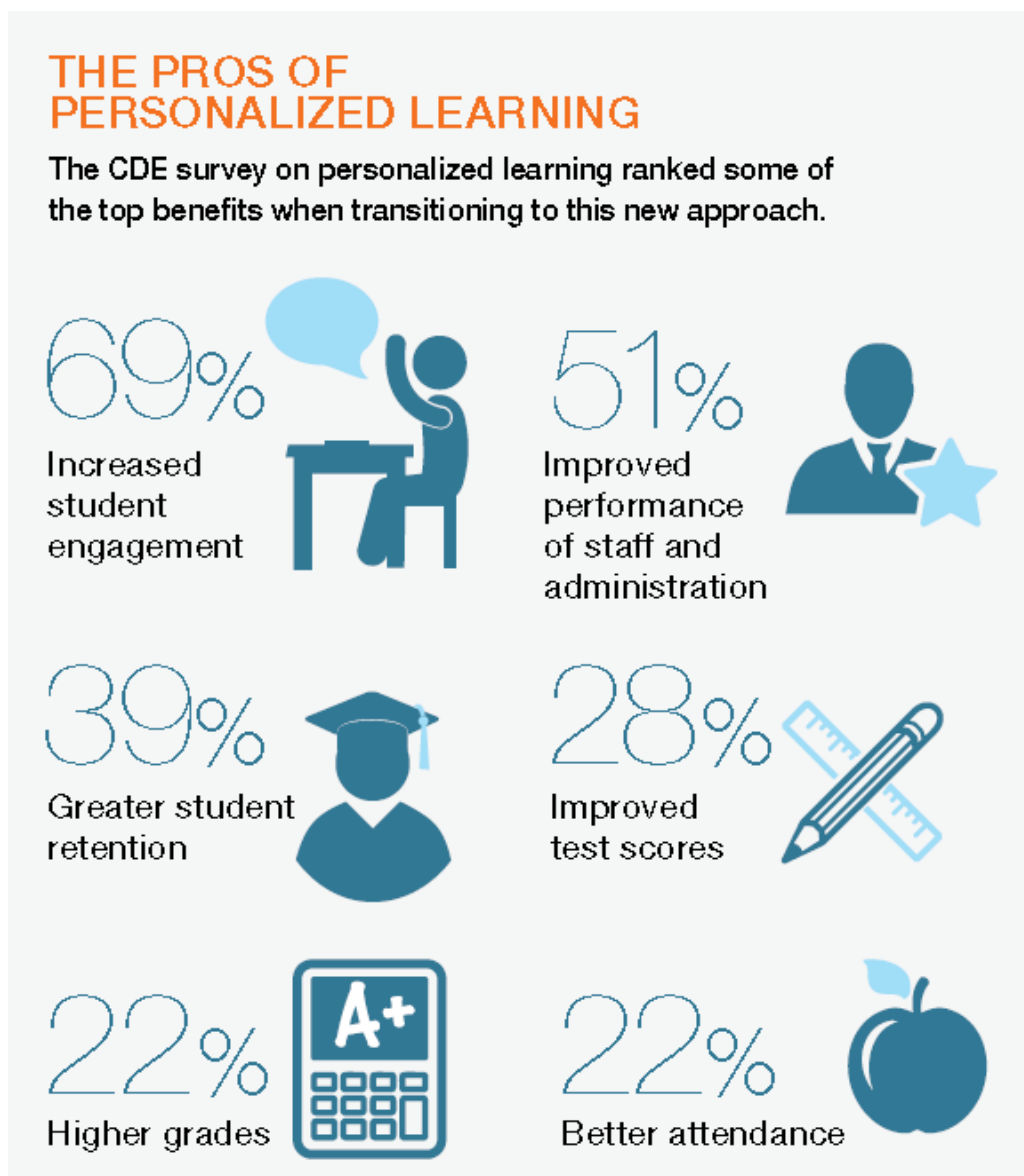 THE PROS OF
PERSONALIZED LEARNING
The CDE survey on personalized learning ranked some of
the top benefits when transitioning to this new approach.
69%
Increased
student
engagement
51%
Improved
performance
of staff and
administration
39%
Greater student
retention
28%
Improved
test scores
22%
Higher grades
A+
22%
Better attendance